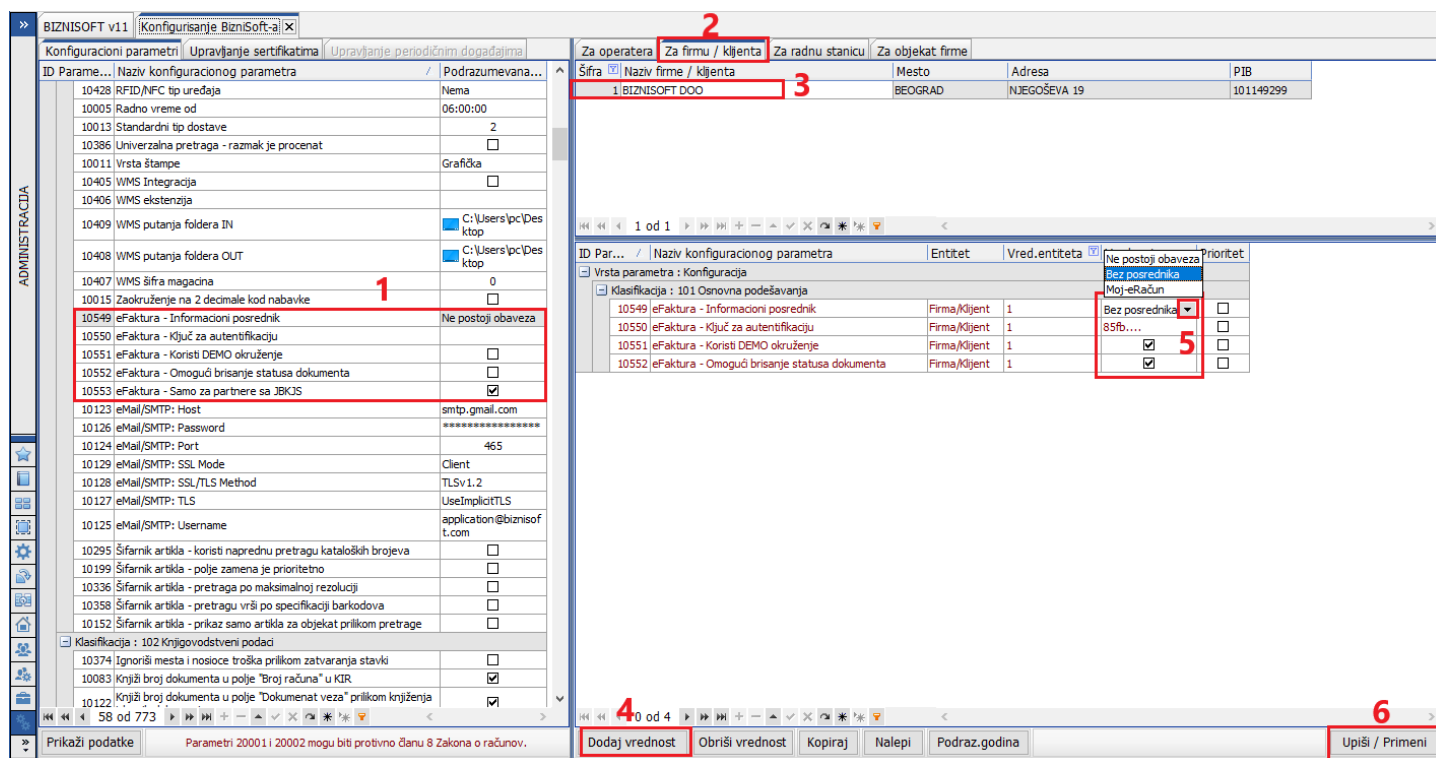 BIZNISOFT v11 Konfigurisanje BizniSoft-a
2
Konfiguracioni parametri Upravljanje sertifikatima Upravljanje periodičnim događajima
Za operatera Za firmu / klijenta Za radnu stanicu Za objekat firme
ID Parame... Naziv konfiguracionog parametra Podrazumevana...
10428 RFID/NFC tip uređaja Nema
10005 Radno vreme od 06:00:00
10013 Standardni tip dostave 2
10386 Univerzalna pretraga - razmak je procenat
10011 Vrsta štampe Grafička
10405 WMS Integracija
10406 WMS ekstenzija
10409 WMS putanja foldera IN C:\Users\pc\Des
ktop
10408 WMS putanja foldera OUT C:\Users\pc\Des
ktop
10407 WMS šifra magacina 0
10015 Zaokruženje na 2 decimale kod nabavke
1
10549 eFaktura - Informacioni posrednik Ne postoji obaveza
10550 eFaktura - Ključ za autentifikaciju
10551 eFaktura - Koristi DEMO okruženje
10552 eFaktura - Omogući brisanje statusa dokumenta
10553 eFaktura - Samo za partnere sa JBKJS
10123 eMail/SMTP: Host smtp.gmail.com
10126 eMail/SMTP: Password ****************
10124 eMail/SMTP: Port 465
10129 eMail/SMTP: SSL Mode Client
10128 eMail/SMTP: SSL/TLS Method TLSv1.2
10127 eMail/SMTP: TLS UseImplicitTLS
10125 eMail/SMTP: Username application@biznisof
t.com
10295 Šifarnik artikla - koristi naprednu pretragu kataloških brojeva
10199 Šifarnik artikla - polje zamena je prioritetno
10336 Šifarnik artikla - pretraga po maksimalnoj rezoluciji
10358 Šifarnik artikla - pretragu vrši po specifikaciji barkodova
10152 Šifarnik artikla - prikaz samo artikla za objekat prilikom pretrage
Klasifikacija : 102 Knjigovodstveni podaci
10374 Ignoriši mesta i nosioce troška prilikom zatvaranja stavki
10083 Knjiži broj dokumenta u polje "Broj računa" u KIR
10122 Knjiži broj dokumenta u polje "Dokumenat veza" prilikom knjiženja
58 od 773
Prikaži podatke Parametri 20001 i 20002 mogu biti protivno članu 8 Zakona o računov.
Šifra Naziv firme / klijenta Mesto Adresa PIB
1 BIZNISOFT DOO BEOGRAD NJEGOŠEVA 19 101149299
3
1 od 1
ID Par... Naziv konfiguracionog parametra Entitet Vred.entiteta Prioritet
Ne postoji obaveza
Bez posrednika
Moj-eRačun
Vrsta parametra : Konfiguracija
Klasifikacija : 101 Osnovna podešavanja
10549 eFaktura - Informacioni posrednik Firma/Klijent 1 Bez posrednika
10550 eFaktura - Ključ za autentifikaciju Firma/Klijent 1 85fb....
10551 eFaktura - Koristi DEMO okruženje Firma/Klijent 1
10552 eFaktura - Omogući brisanje statusa dokumenta Firma/Klijent 1
5
4
0 od 4
6
Dodaj vrednost Obriši vrednost Kopiraj Nalepi Podraz.godina Upiši / Primeni
ADMINISTRACIJA